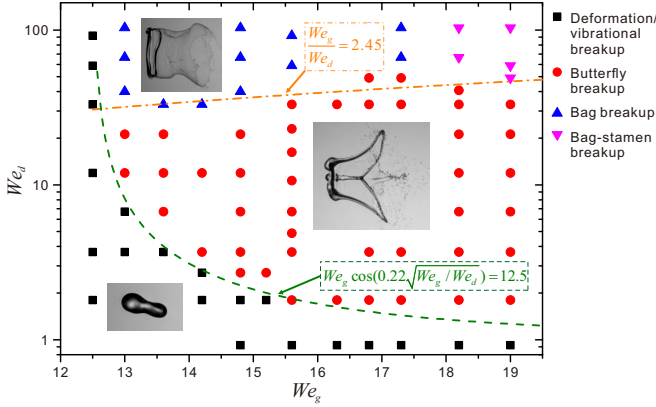 100
10
1
We_d
12 13 14 15 16 17 18 19
We_g
We_g/We_d = 2.45
We_g cos(0.22√(We_g / We_d)) = 12.5
Deformation/
vibrational
breakup
Butterfly
breakup
Bag breakup
Bag-stamen
breakup